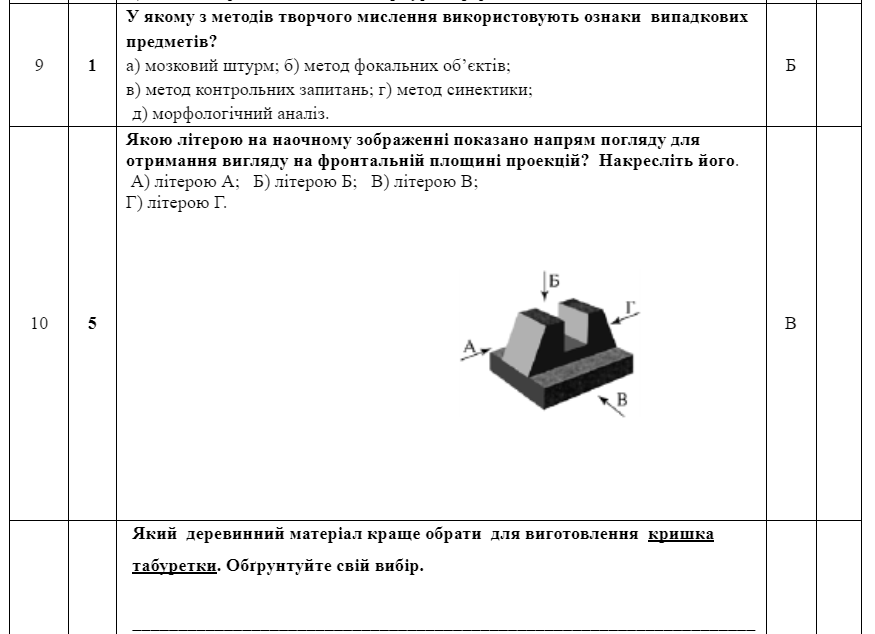 У якому з методів творчого мислення використовують ознаки випадкових
предметів?
9 1 а) мозковий штурм; б) метод фокальних об’єктів; Б
в) метод контрольних запитань; г) метод синектики;
д) морфологічний аналіз.
Якою літерою на наочному зображенні показано напрям погляду для
отримання вигляду на фронтальній площині проекцій? Накресліть його.
А) літерою А; Б) літерою Б; В) літерою В;
Г) літерою Г.
Б
Г
10 5 В
А
В
Який деревинний матеріал краще обрати для виготовлення кришка
табуретки. Обґрунтуйте свій вибір.